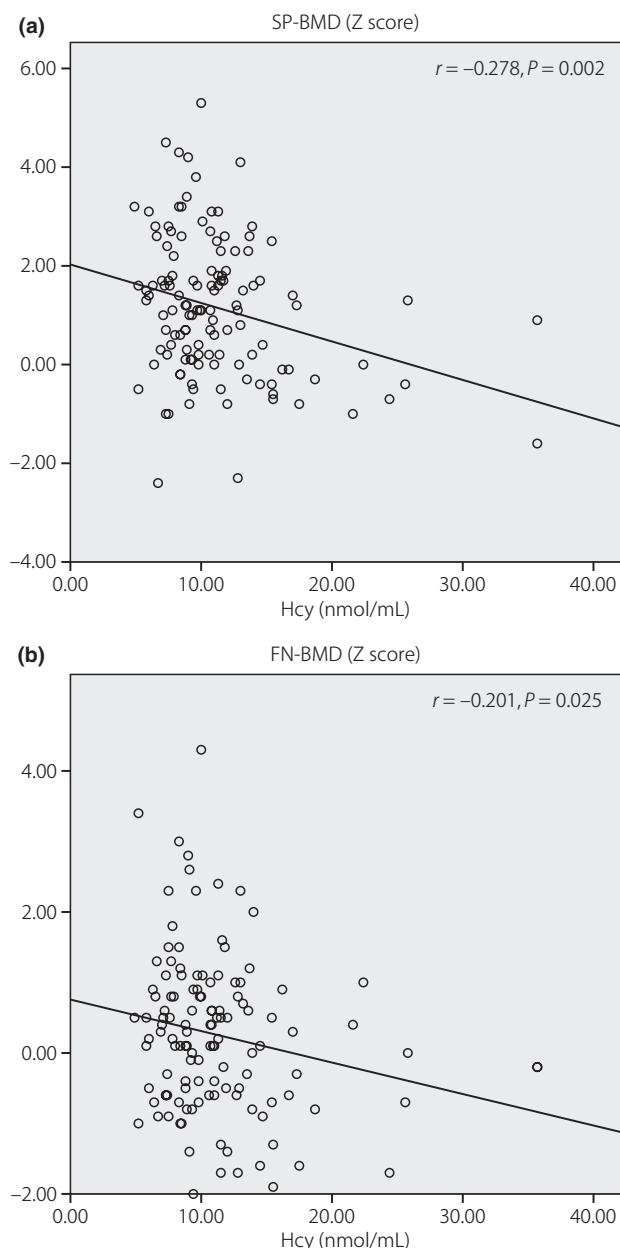 (a)
SP-BMD (Z score)
r = –0.278, P = 0.002
6.00
4.00
2.00
0.00
−2.00
−4.00
0.00 10.00 20.00 30.00 40.00
Hcy (nmol/mL)
(b)
FN-BMD (Z score)
r = –0.201, P = 0.025
4.00
2.00
0.00
−2.00
0.00 10.00 20.00 30.00 40.00
Hcy (nmol/mL)